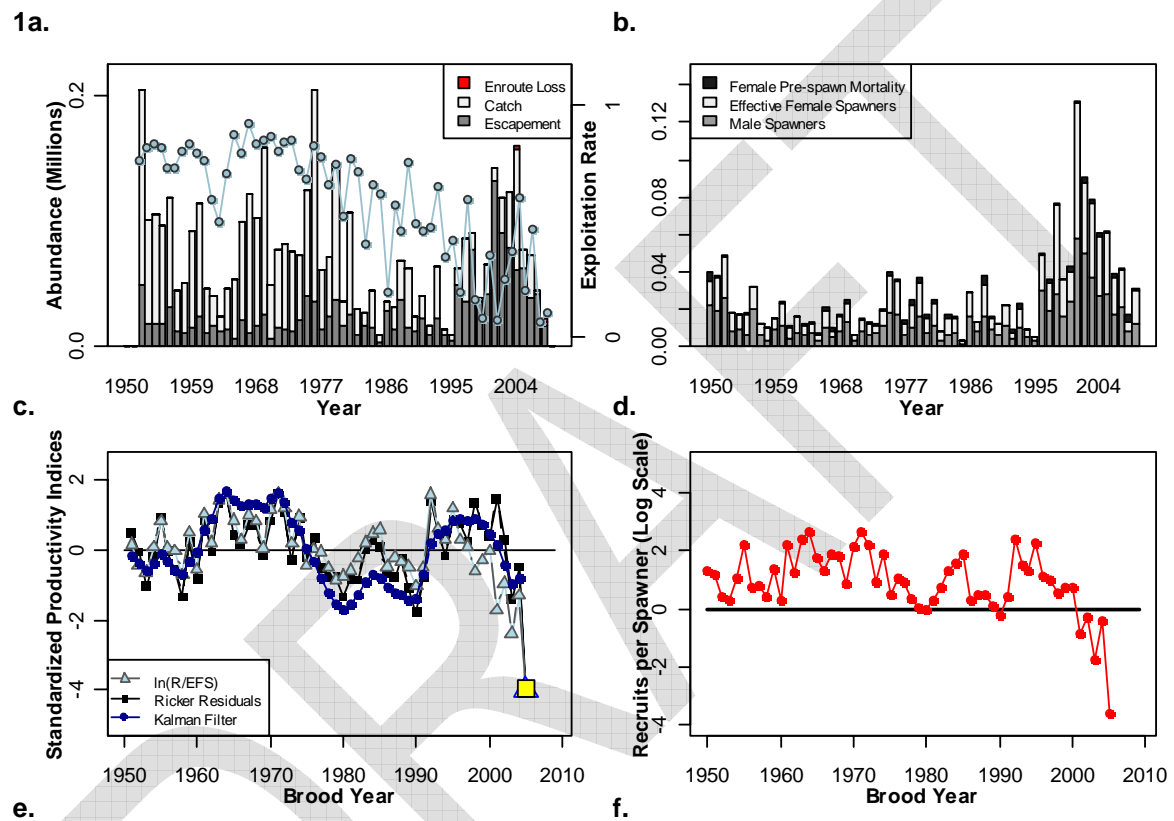 1a.
Abundance (Millions)
0.0
0.2
Enroute Loss
Catch
Escapement
Exploitation Rate
0
1
1950 1959 1968 1977 1986 1995 2004
Year
b.
0.00 0.04 0.08 0.12
Female Pre-spawn Mortality
Effective Female Spawners
Male Spawners
1950 1959 1968 1977 1986 1995 2004
Year
c.
Standardized Productivity Indices
-4 -2 0 2
ln(R/EFS)
Ricker Residuals
Kalman Filter
1950 1960 1970 1980 1990 2000 2010
Brood Year
d.
Recruits per Spawner (Log Scale)
-4 -2 0 2 4
1950 1960 1970 1980 1990 2000 2010
Brood Year
e.
f.
DRAFT